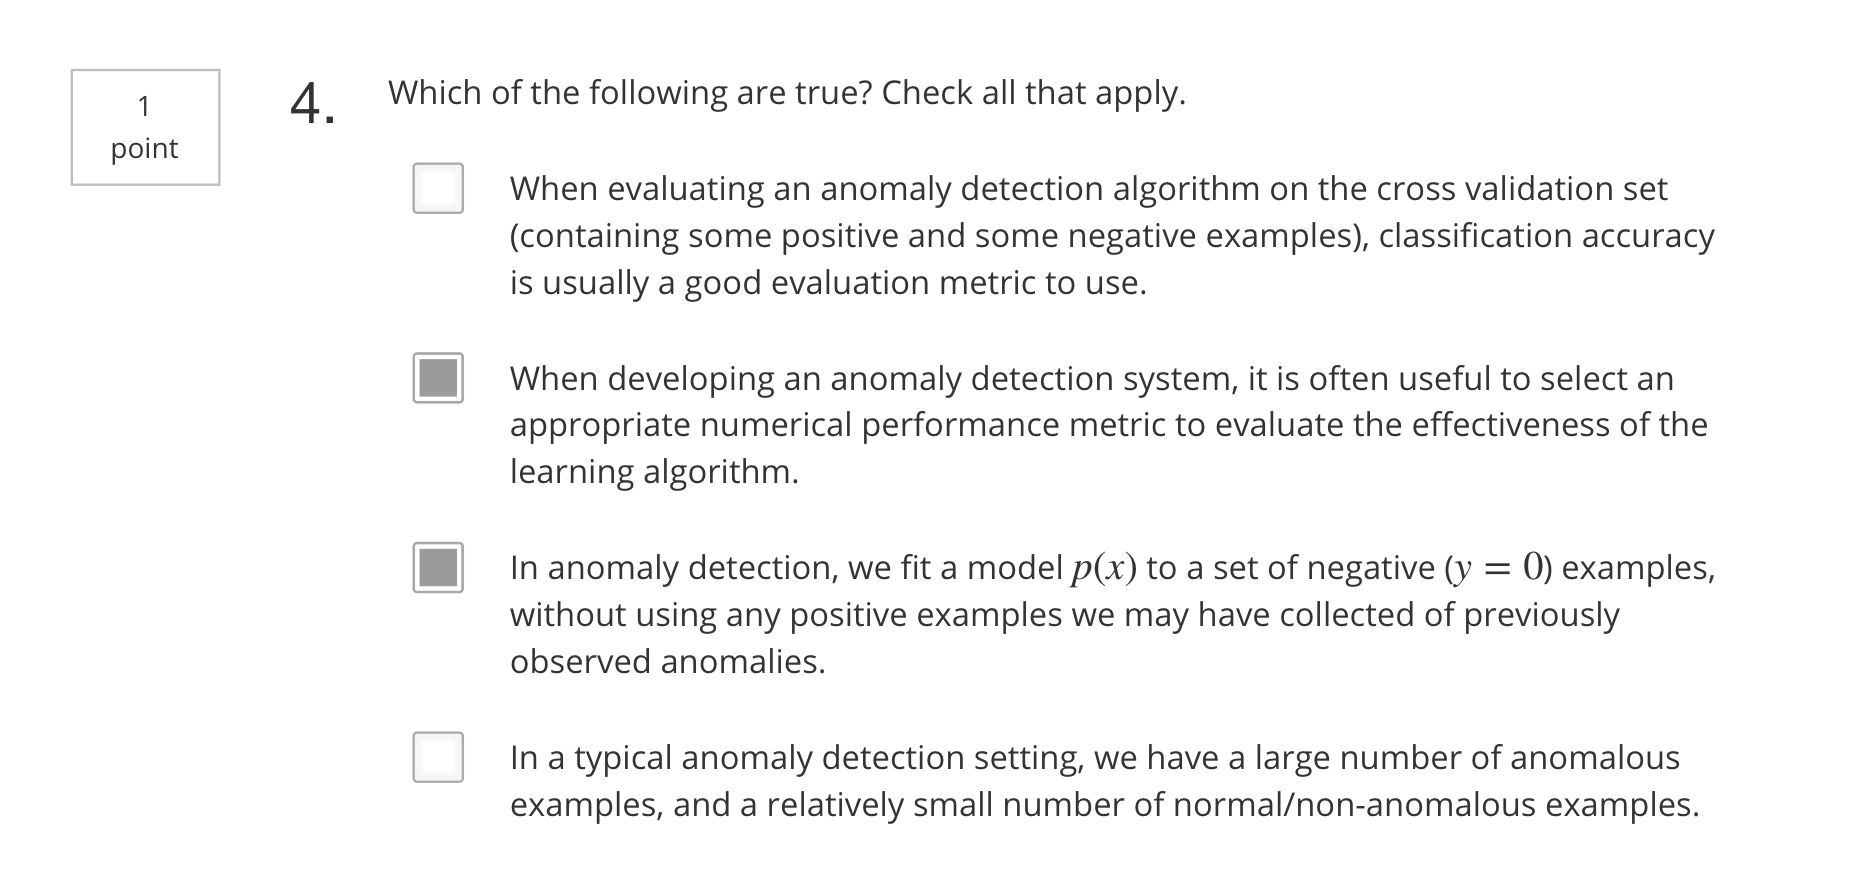 1
point
4.
Which of the following are true? Check all that apply.
When evaluating an anomaly detection algorithm on the cross validation set
(containing some positive and some negative examples), classification accuracy
is usually a good evaluation metric to use.
When developing an anomaly detection system, it is often useful to select an
appropriate numerical performance metric to evaluate the effectiveness of the
learning algorithm.
In anomaly detection, we fit a model p(x) to a set of negative (y = 0) examples,
without using any positive examples we may have collected of previously
observed anomalies.
In a typical anomaly detection setting, we have a large number of anomalous
examples, and a relatively small number of normal/non-anomalous examples.